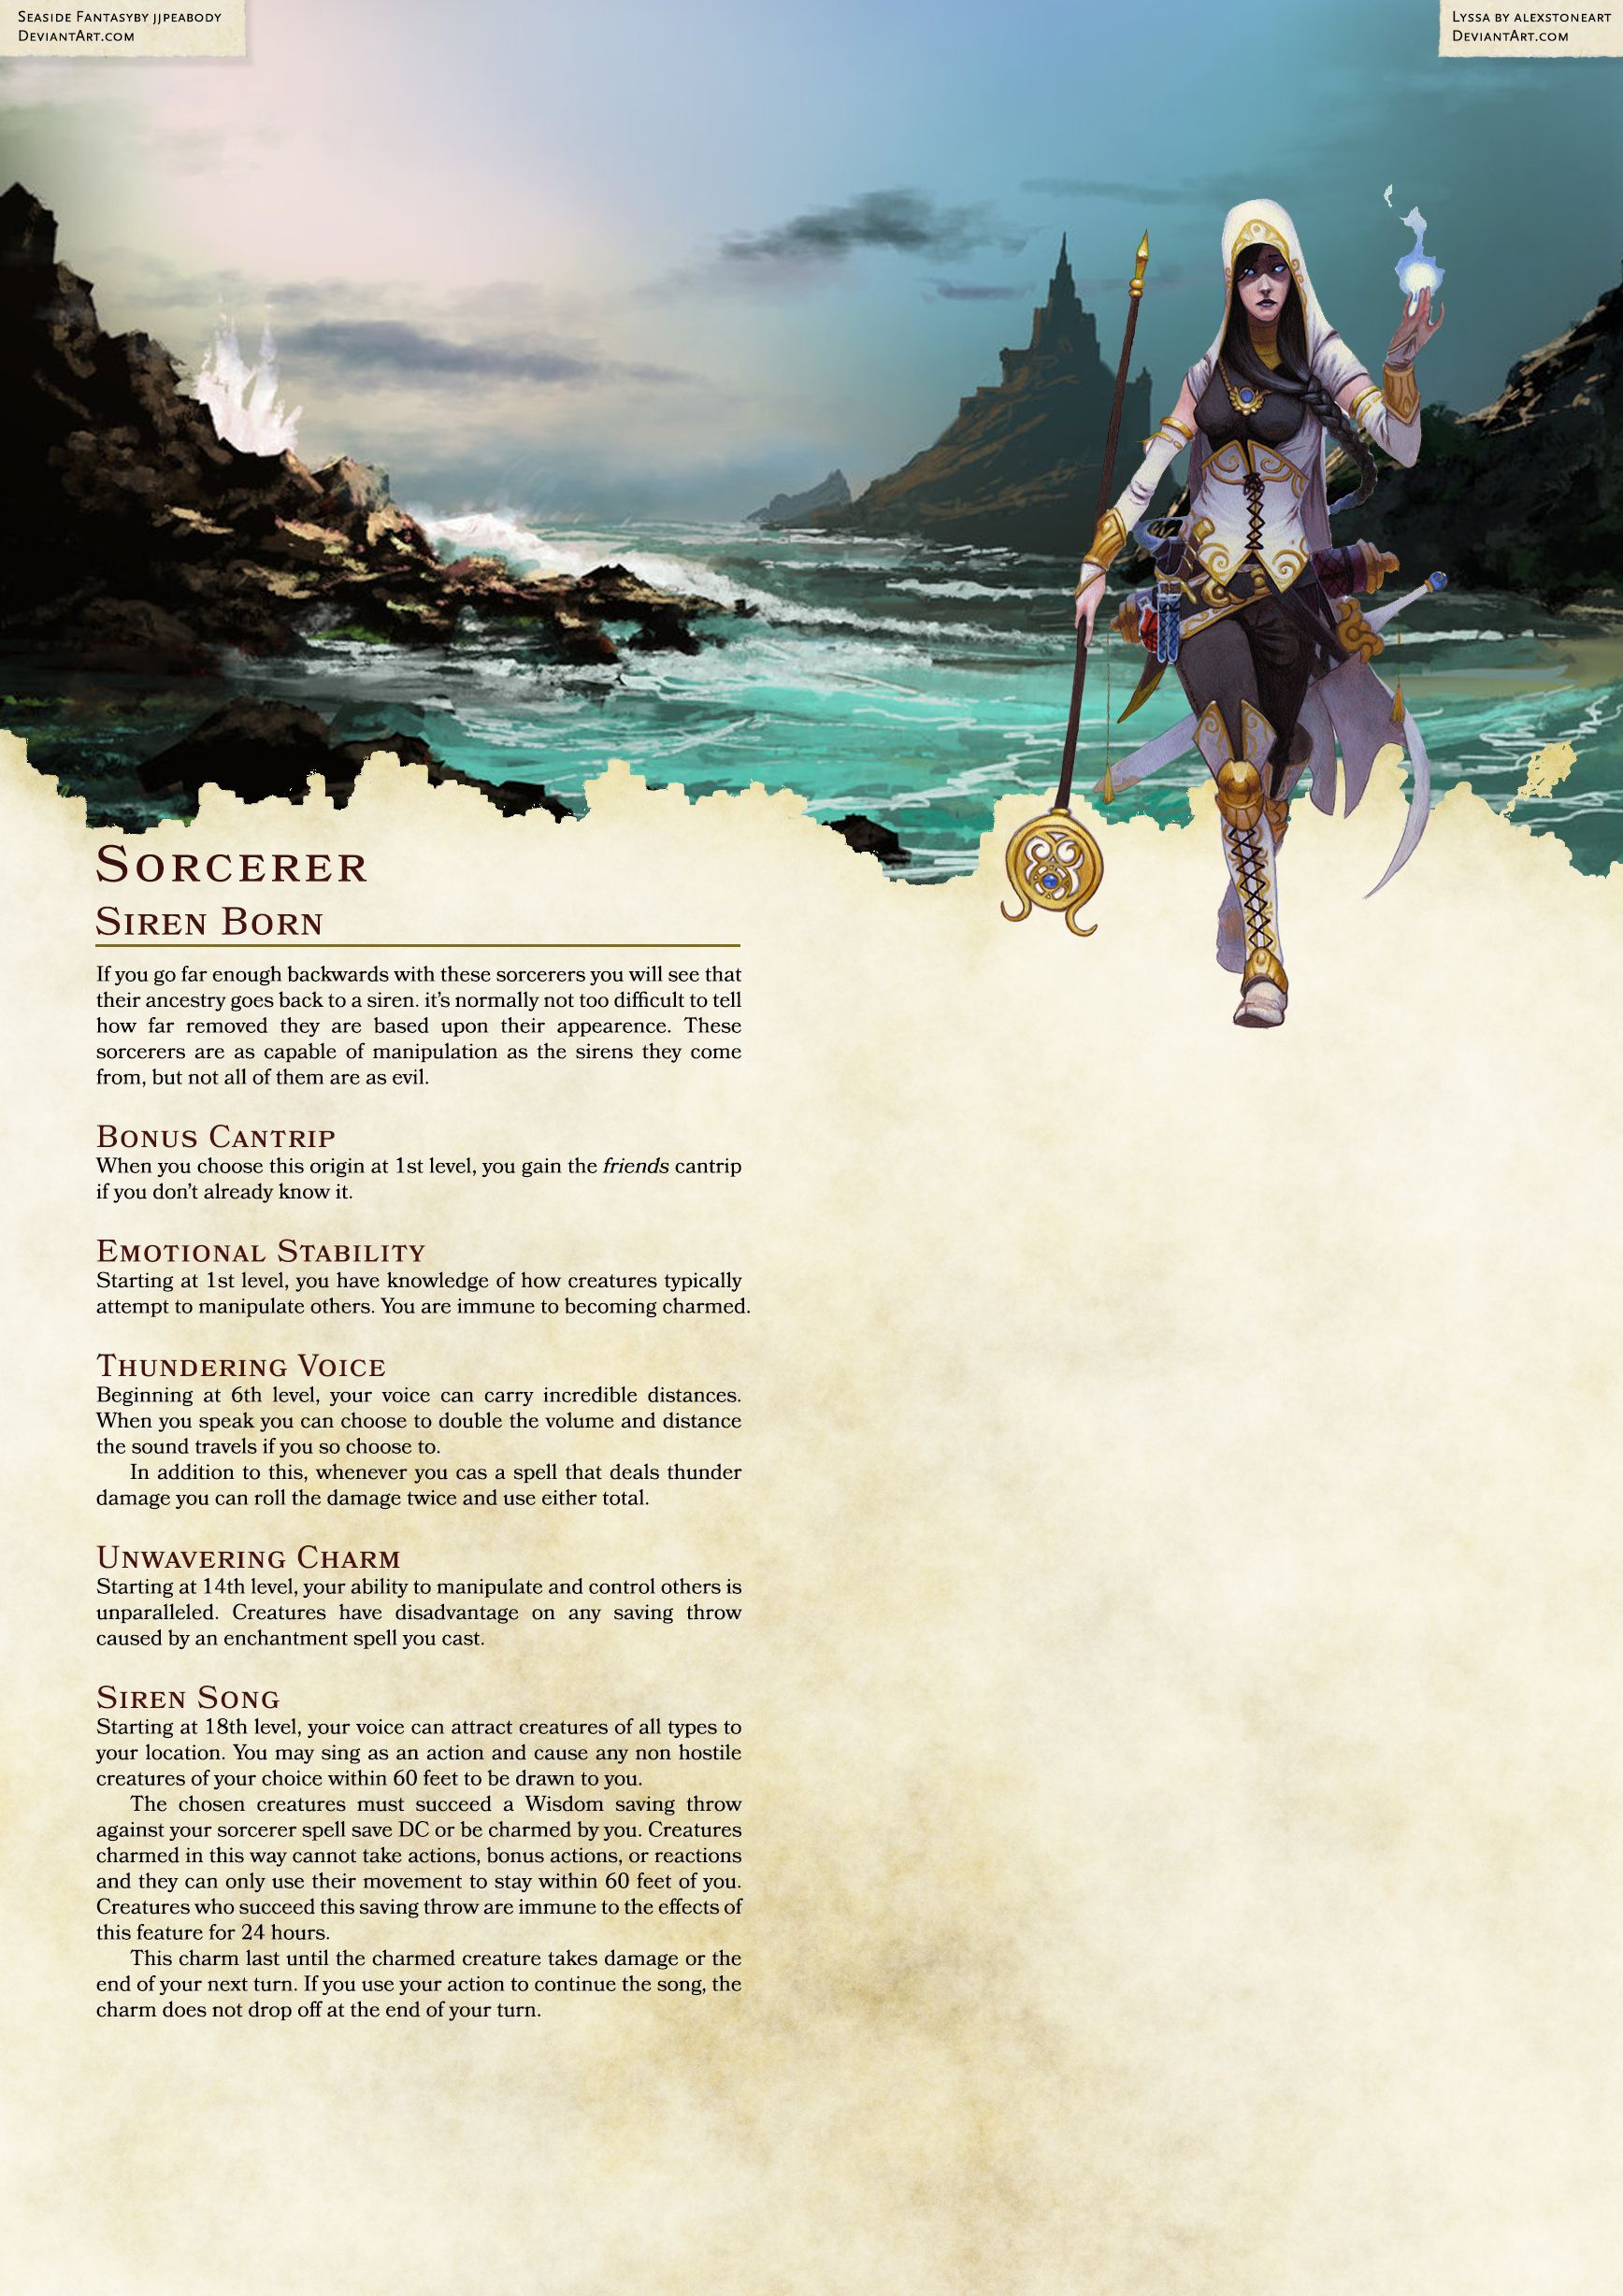 Seaside Fantasyby jjpeabody
DeviantArt.com
Lyssa by alexstoneart
DeviantArt.com
Sorcerer
Siren Born
If you go far enough backwards with these sorcerers you will see that
their ancestry goes back to a siren. it's normally not too difficult to tell
how far removed they are based upon their appearence. These
sorcerers are as capable of manipulation as the sirens they come
from, but not all of them are as evil.
Bonus Cantrip
When you choose this origin at 1st level, you gain the friends cantrip
if you don't already know it.
Emotional Stability
Starting at 1st level, you have knowledge of how creatures typically
attempt to manipulate others. You are immune to becoming charmed.
Thundering Voice
Beginning at 6th level, your voice can carry incredible distances.
When you speak you can choose to double the volume and distance
the sound travels if you so choose to.
In addition to this, whenever you cas a spell that deals thunder
damage you can roll the damage twice and use either total.
Unwavering Charm
Starting at 14th level, your ability to manipulate and control others is
unparalleled. Creatures have disadvantage on any saving throw
caused by an enchantment spell you cast.
Siren Song
Starting at 18th level, your voice can attract creatures of all types to
your location. You may sing as an action and cause any non hostile
creatures of your choice within 60 feet to be drawn to you.
The chosen creatures must succeed a Wisdom saving throw
against your sorcerer spell save DC or be charmed by you. Creatures
charmed in this way cannot take actions, bonus actions, or reactions
and they can only use their movement to stay within 60 feet of you.
Creatures who succeed this saving throw are immune to the effects of
this feature for 24 hours.
This charm last until the charmed creature takes damage or the
end of your next turn. If you use your action to continue the song, the
charm does not drop off at the end of your turn.